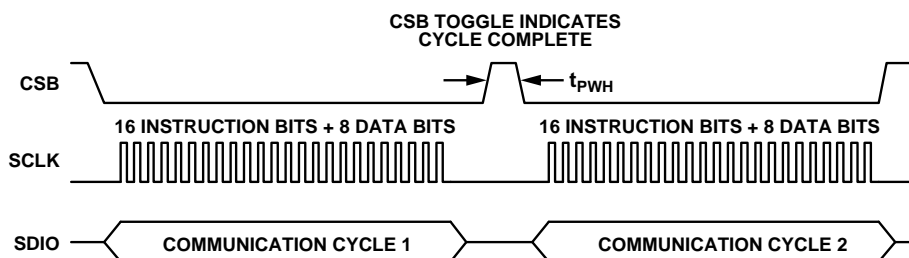 CSB TOGGLE INDICATES
CYCLE COMPLETE
CSB
tPWH
16 INSTRUCTION BITS + 8 DATA BITS
16 INSTRUCTION BITS + 8 DATA BITS
SCLK
SDIO
COMMUNICATION CYCLE 1
COMMUNICATION CYCLE 2